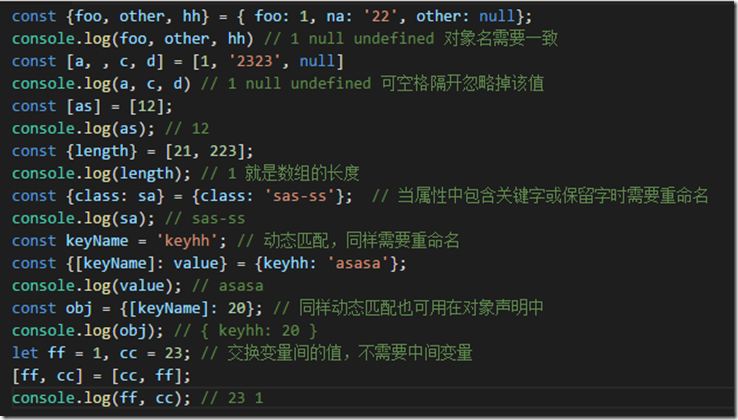 const {foo, other, hh} = { foo: 1, na: '22', other: null};
console.log(foo, other, hh) // 1 null undefined 对象名需要一致
const [a, , c, d] = [1, '2323', null]
console.log(a, c, d) // 1 null undefined 可空格隔开忽略掉该值
const [as] = [12];
console.log(as); // 12
const {length} = [21, 223];
console.log(length); // 1 就是数组的长度
const {class: sa} = {class: 'sas-ss'};  // 当属性中包含关键字或保留字时需要重命名
console.log(sa); // sas-ss
const keyName = 'keyhh'; // 动态匹配，同样需要重命名
const {[keyName]: value} = {keyhh: 'asasa'};
console.log(value); // asasa
const obj = {[keyName]: 20}; // 同样动态匹配也可用在对象声明中
console.log(obj); // { keyhh: 20 }
let ff = 1, cc = 23; // 交换变量间的值，不需要中间变量
[ff, cc] = [cc, ff];
console.log(ff, cc); // 23 1